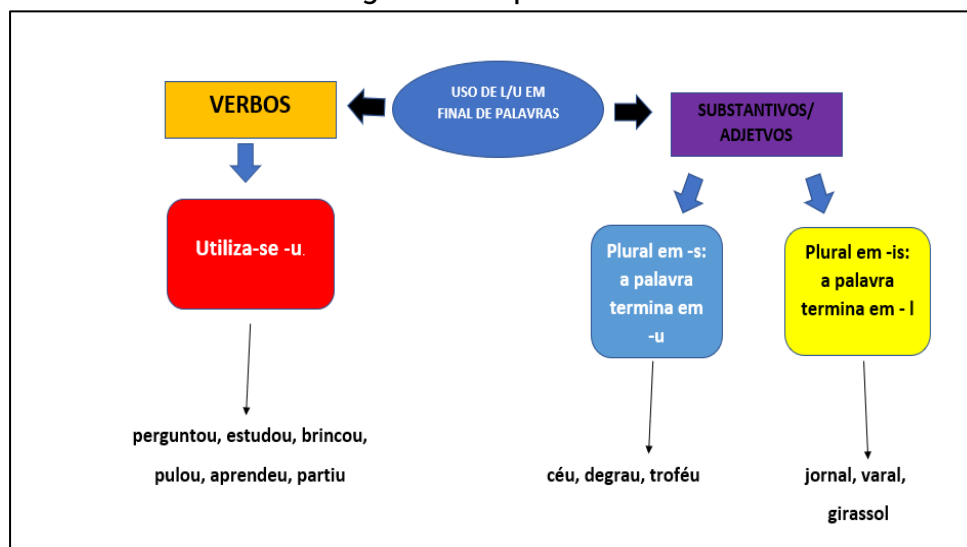 USO DE L/U EM
FINAL DE PALAVRAS
VERBOS
SUBSTANTIVOS/
ADJETVOS
Utiliza-se -u.
Plural em -s:
a palavra
termina em
-u
Plural em -is:
a palavra
termina em - l
perguntou, estudou, brincou,
pulou, aprendeu, partiu
céu, degrau, troféu
jornal, varal,
girassol